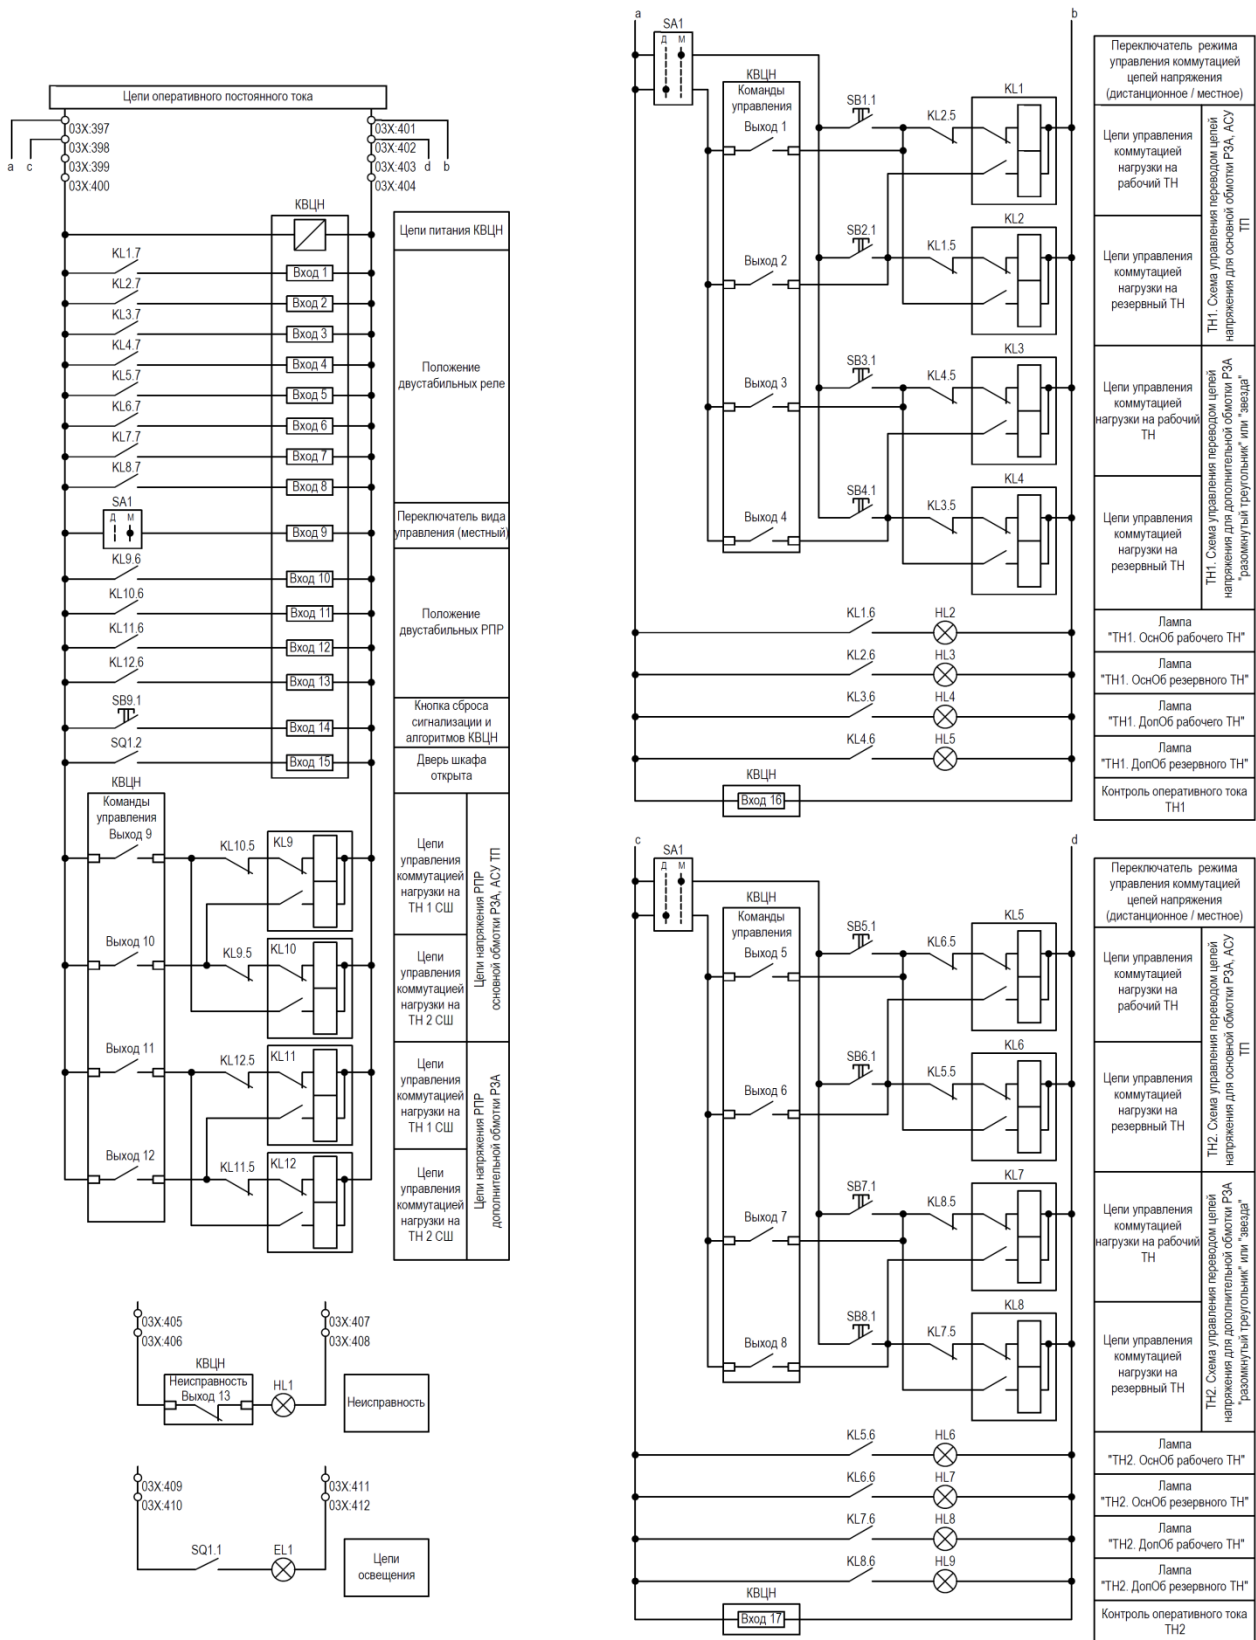 Цепи оперативного постоянного тока
03X:397
03X:398
03X:399
03X:400
a
c
03X:401
03X:402
03X:403
03X:404
d
b
КВЦН
Цепи питания КВЦН
KL1.7
Вход 1
KL2.7
Вход 2
KL3.7
Вход 3
KL4.7
Вход 4
KL5.7
Вход 5
KL6.7
Вход 6
KL7.7
Вход 7
KL8.7
Вход 8
Положение
двустабильных реле
SA1
Д М
Вход 9
Переключатель вида
управления (местный)
KL9.6
Вход 10
KL10.6
Вход 11
KL11.6
Вход 12
KL12.6
Вход 13
Положение
двустабильных РПР
SB9.1
Вход 14
Кнопка сброса
сигнализации и
алгоритмов КВЦН
SQ1.2
Вход 15
Дверь шкафа
открыта
КВЦН
Команды
управления
Выход 9
KL10.5
KL9
Цепи
управления
коммутацией
нагрузки на
ТН 1 СШ
Выход 10
KL9.5
KL10
Цепи
управления
коммутацией
нагрузки на
ТН 2 СШ
Цепи напряжения РПР
основной обмотки РЗА, АСУ ТП
Выход 11
KL12.5
KL11
Цепи
управления
коммутацией
нагрузки на
ТН 1 СШ
Выход 12
KL11.5
KL12
Цепи
управления
коммутацией
нагрузки на
ТН 2 СШ
Цепи напряжения РПР
дополнительной обмотки РЗА
03X:405
03X:406
03X:407
03X:408
КВЦН
Неисправность
Выход 13
HL1
Неисправность
03X:409
03X:410
03X:411
03X:412
SQ1.1
EL1
Цепи
освещения
a
b
SA1
Д М
Переключатель режима
управления коммутацией
цепей напряжения
(дистанционное / местное)
КВЦН
Команды
управления
Выход 1
SB1.1
KL2.5
KL1
Цепи управления
коммутацией
нагрузки на
рабочий ТН
Выход 2
SB2.1
KL1.5
KL2
Цепи управления
коммутацией
нагрузки на
резервный ТН
ТН1. Схема управления переводом цепей
напряжения для основной обмотки РЗА, АСУ
ТП
Выход 3
SB3.1
KL4.5
KL3
Цепи управления
коммутацией
нагрузки на рабочий
ТН
Выход 4
SB4.1
KL3.5
KL4
Цепи управления
коммутацией
нагрузки на
резервный ТН
ТН1. Схема управления переводом цепей
напряжения для дополнительной обмотки РЗА
"разомкнутый треугольник" или "звезда"
KL1.6
HL2
Лампа
"ТН1. ОснОб рабочего ТН"
KL2.6
HL3
Лампа
"ТН1. ОснОб резервного ТН"
KL3.6
HL4
Лампа
"ТН1. ДопОб рабочего ТН"
KL4.6
HL5
Лампа
"ТН1. ДопОб резервного ТН"
КВЦН
Вход 16
Контроль оперативного тока
ТН1
c
d
SA1
Д М
Переключатель режима
управления коммутацией
цепей напряжения
(дистанционное / местное)
КВЦН
Команды
управления
Выход 5
SB5.1
KL6.5
KL5
Цепи управления
коммутацией
нагрузки на
рабочий ТН
Выход 6
SB6.1
KL5.5
KL6
Цепи управления
коммутацией
нагрузки на
резервный ТН
ТН2. Схема управления переводом цепей
напряжения для основной обмотки РЗА, АСУ
ТП
Выход 7
SB7.1
KL8.5
KL7
Цепи управления
коммутацией
нагрузки на рабочий
ТН
Выход 8
SB8.1
KL7.5
KL8
Цепи управления
коммутацией
нагрузки на
резервный ТН
ТН2. Схема управления переводом цепей
напряжения для дополнительной обмотки РЗА
"разомкнутый треугольник" или "звезда"
KL5.6
HL6
Лампа
"ТН2. ОснОб рабочего ТН"
KL6.6
HL7
Лампа
"ТН2. ОснОб резервного ТН"
KL7.6
HL8
Лампа
"ТН2. ДопОб рабочего ТН"
KL8.6
HL9
Лампа
"ТН2. ДопОб резервного ТН"
КВЦН
Вход 17
Контроль оперативного тока
ТН2